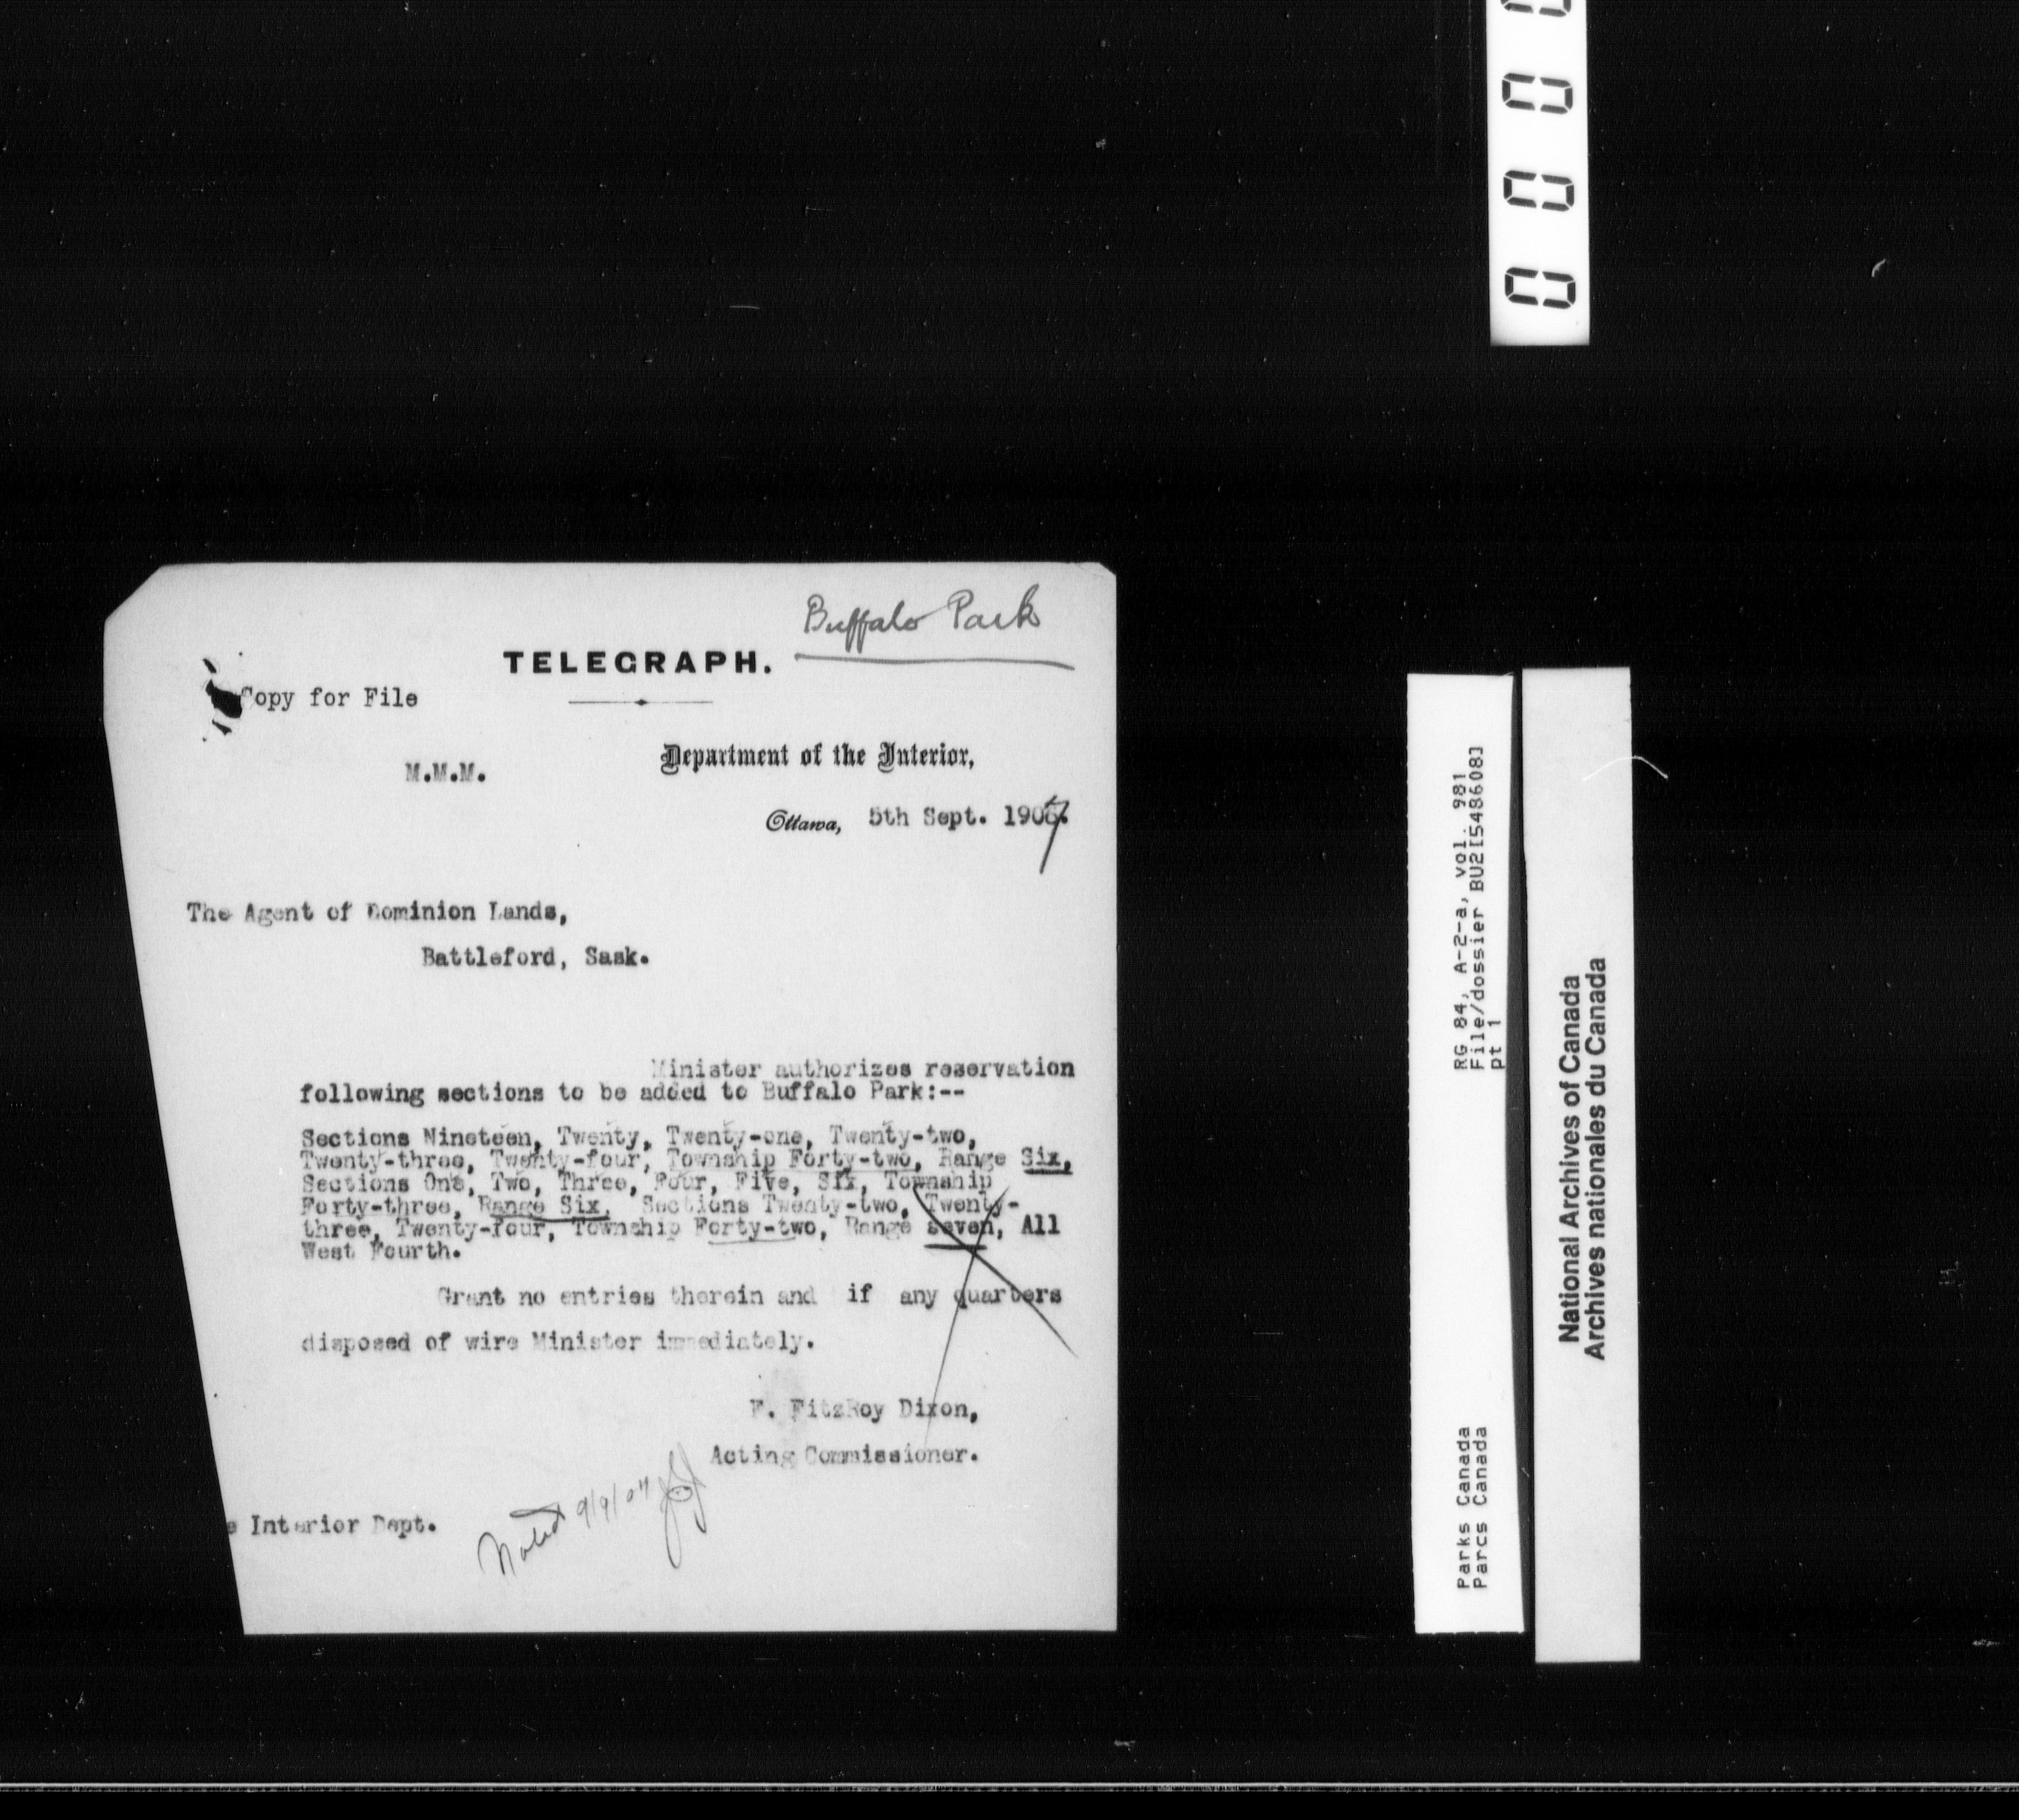 Buffalo Park
TELEGRAPH.
Copy for File
M.M.M.
Department of the Interior,
Ottawa, 5th Sept. 1907.
The Agent of Dominion Lands,
Battleford, Sask.
Minister authorizes reservation
following sections to be added to Buffalo Park:--
Sections Nineteen, Twenty, Twenty-one, Twenty-two,
Twenty-three, Twenty-four, Township Forty-two, Range Six,
Sections One, Two, Three, Four, Five, Six, Township
Forty-three, Range Six, Sections Twenty-two, Twenty-
three, Twenty-four, Township Forty-two, Range seven, All
West Fourth.
Grant no entries therein and if any quarters
disposed of wire Minister immediately.
F. FitzRoy Dixon,
Acting Commissioner.
e Interior Dept.
Noted 9/9/07
0 0 0 0
RG 84, A-2-a, vol. 981
File/dossier BU2[548608]
pt 1
Parks Canada
Parcs Canada
National Archives of Canada
Archives nationales du Canada